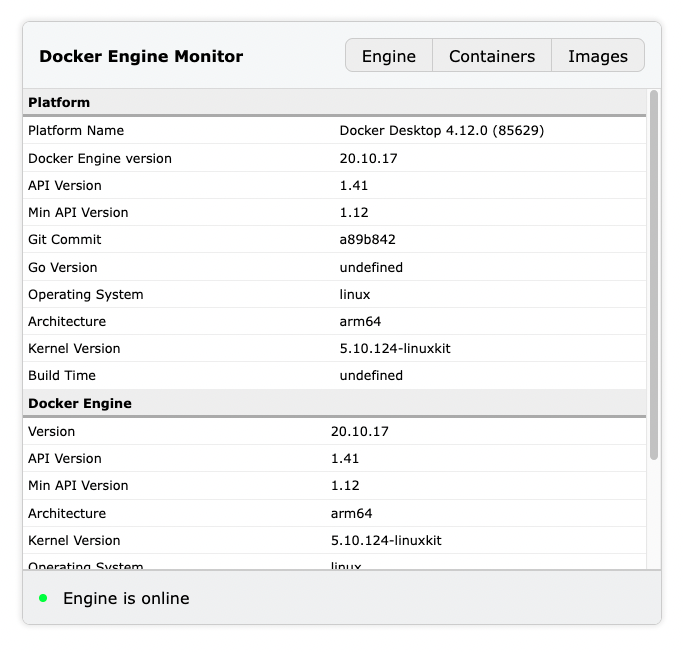 Docker Engine Monitor Engine Containers Images
Platform
Platform Name Docker Desktop 4.12.0 (85629)
Docker Engine version 20.10.17
API Version 1.41
Min API Version 1.12
Git Commit a89b842
Go Version undefined
Operating System linux
Architecture arm64
Kernel Version 5.10.124-linuxkit
Build Time undefined
Docker Engine
Version 20.10.17
API Version 1.41
Min API Version 1.12
Architecture arm64
Kernel Version 5.10.124-linuxkit
Operating System linux
Engine is online